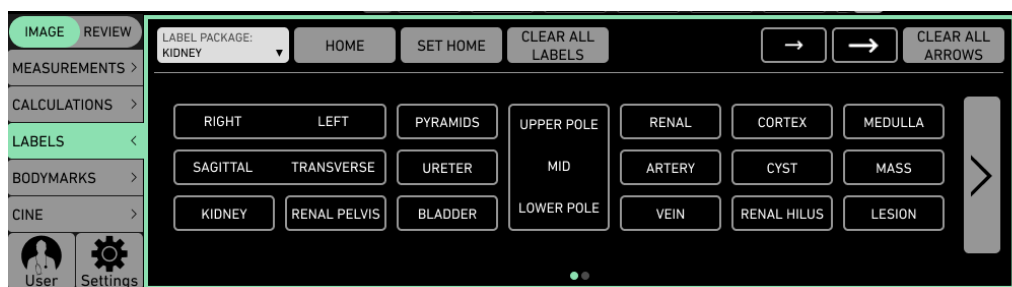 IMAGE REVIEW
MEASUREMENTS >
CALCULATIONS >
LABELS <
BODYMARKS >
CINE >
User Settings
LABEL PACKAGE:
KIDNEY ▼
HOME
SET HOME
CLEAR ALL
LABELS
→
→
CLEAR ALL
ARROWS
RIGHT LEFT
PYRAMIDS
UPPER POLE
RENAL
CORTEX
MEDULLA
SAGITTAL TRANSVERSE
URETER
MID
ARTERY
CYST
MASS
KIDNEY
RENAL PELVIS
BLADDER
LOWER POLE
VEIN
RENAL HILUS
LESION
>